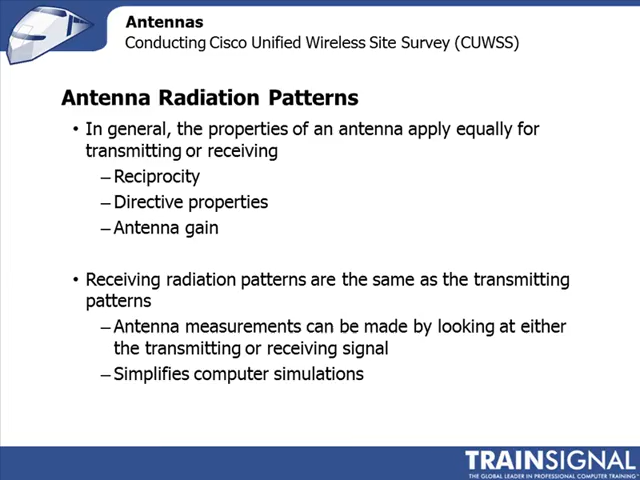 Antennas
Conducting Cisco Unified Wireless Site Survey (CUWSS)
Antenna Radiation Patterns
• In general, the properties of an antenna apply equally for
transmitting or receiving
– Reciprocity
– Directive properties
– Antenna gain
• Receiving radiation patterns are the same as the transmitting
patterns
– Antenna measurements can be made by looking at either
the transmitting or receiving signal
– Simplifies computer simulations
TRAINSIGNAL
THE GLOBAL LEADER IN PROFESSIONAL COMPUTER TRAINING